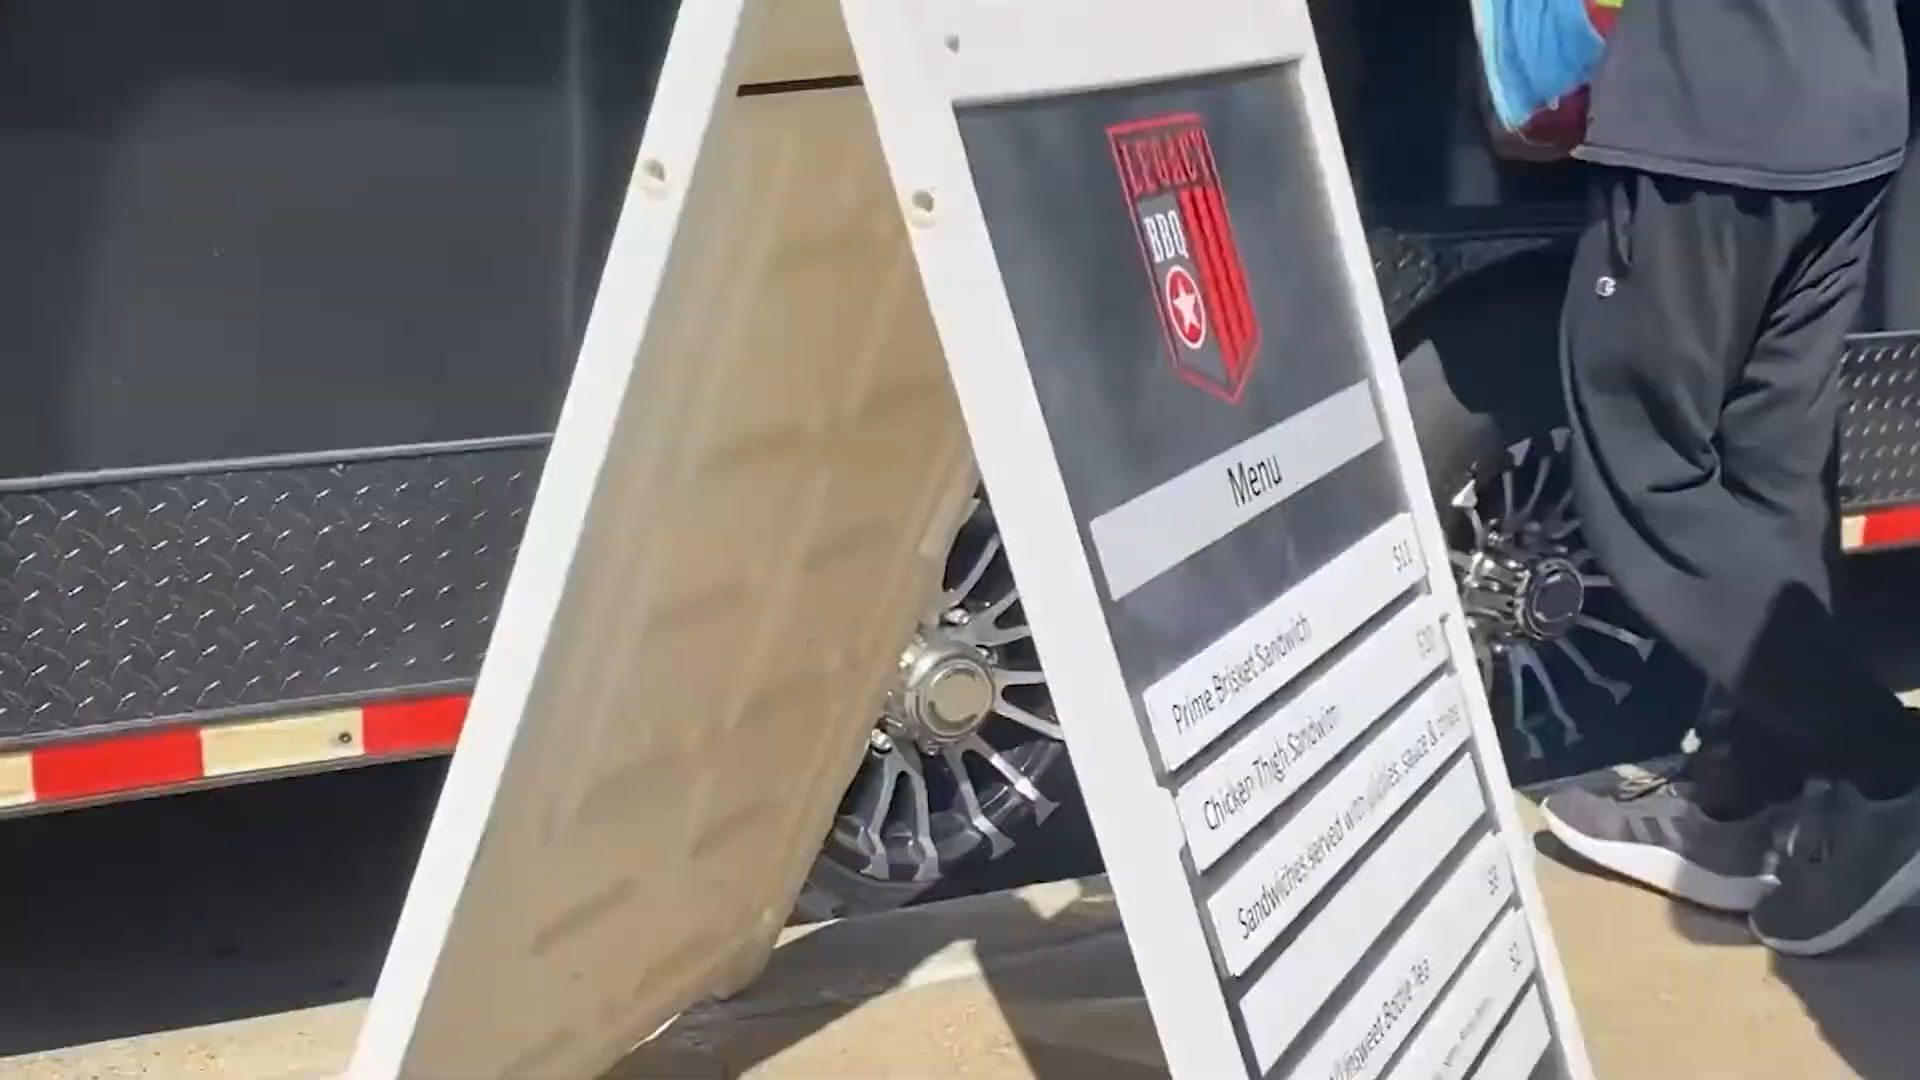 LEGACY
BBQ
Menu
Prime Brisket Sandwich $11
Chicken Thigh Sandwich $10
Sandwiches served with pickles, sauce &
Unsweet Bottle Tea $3
$2